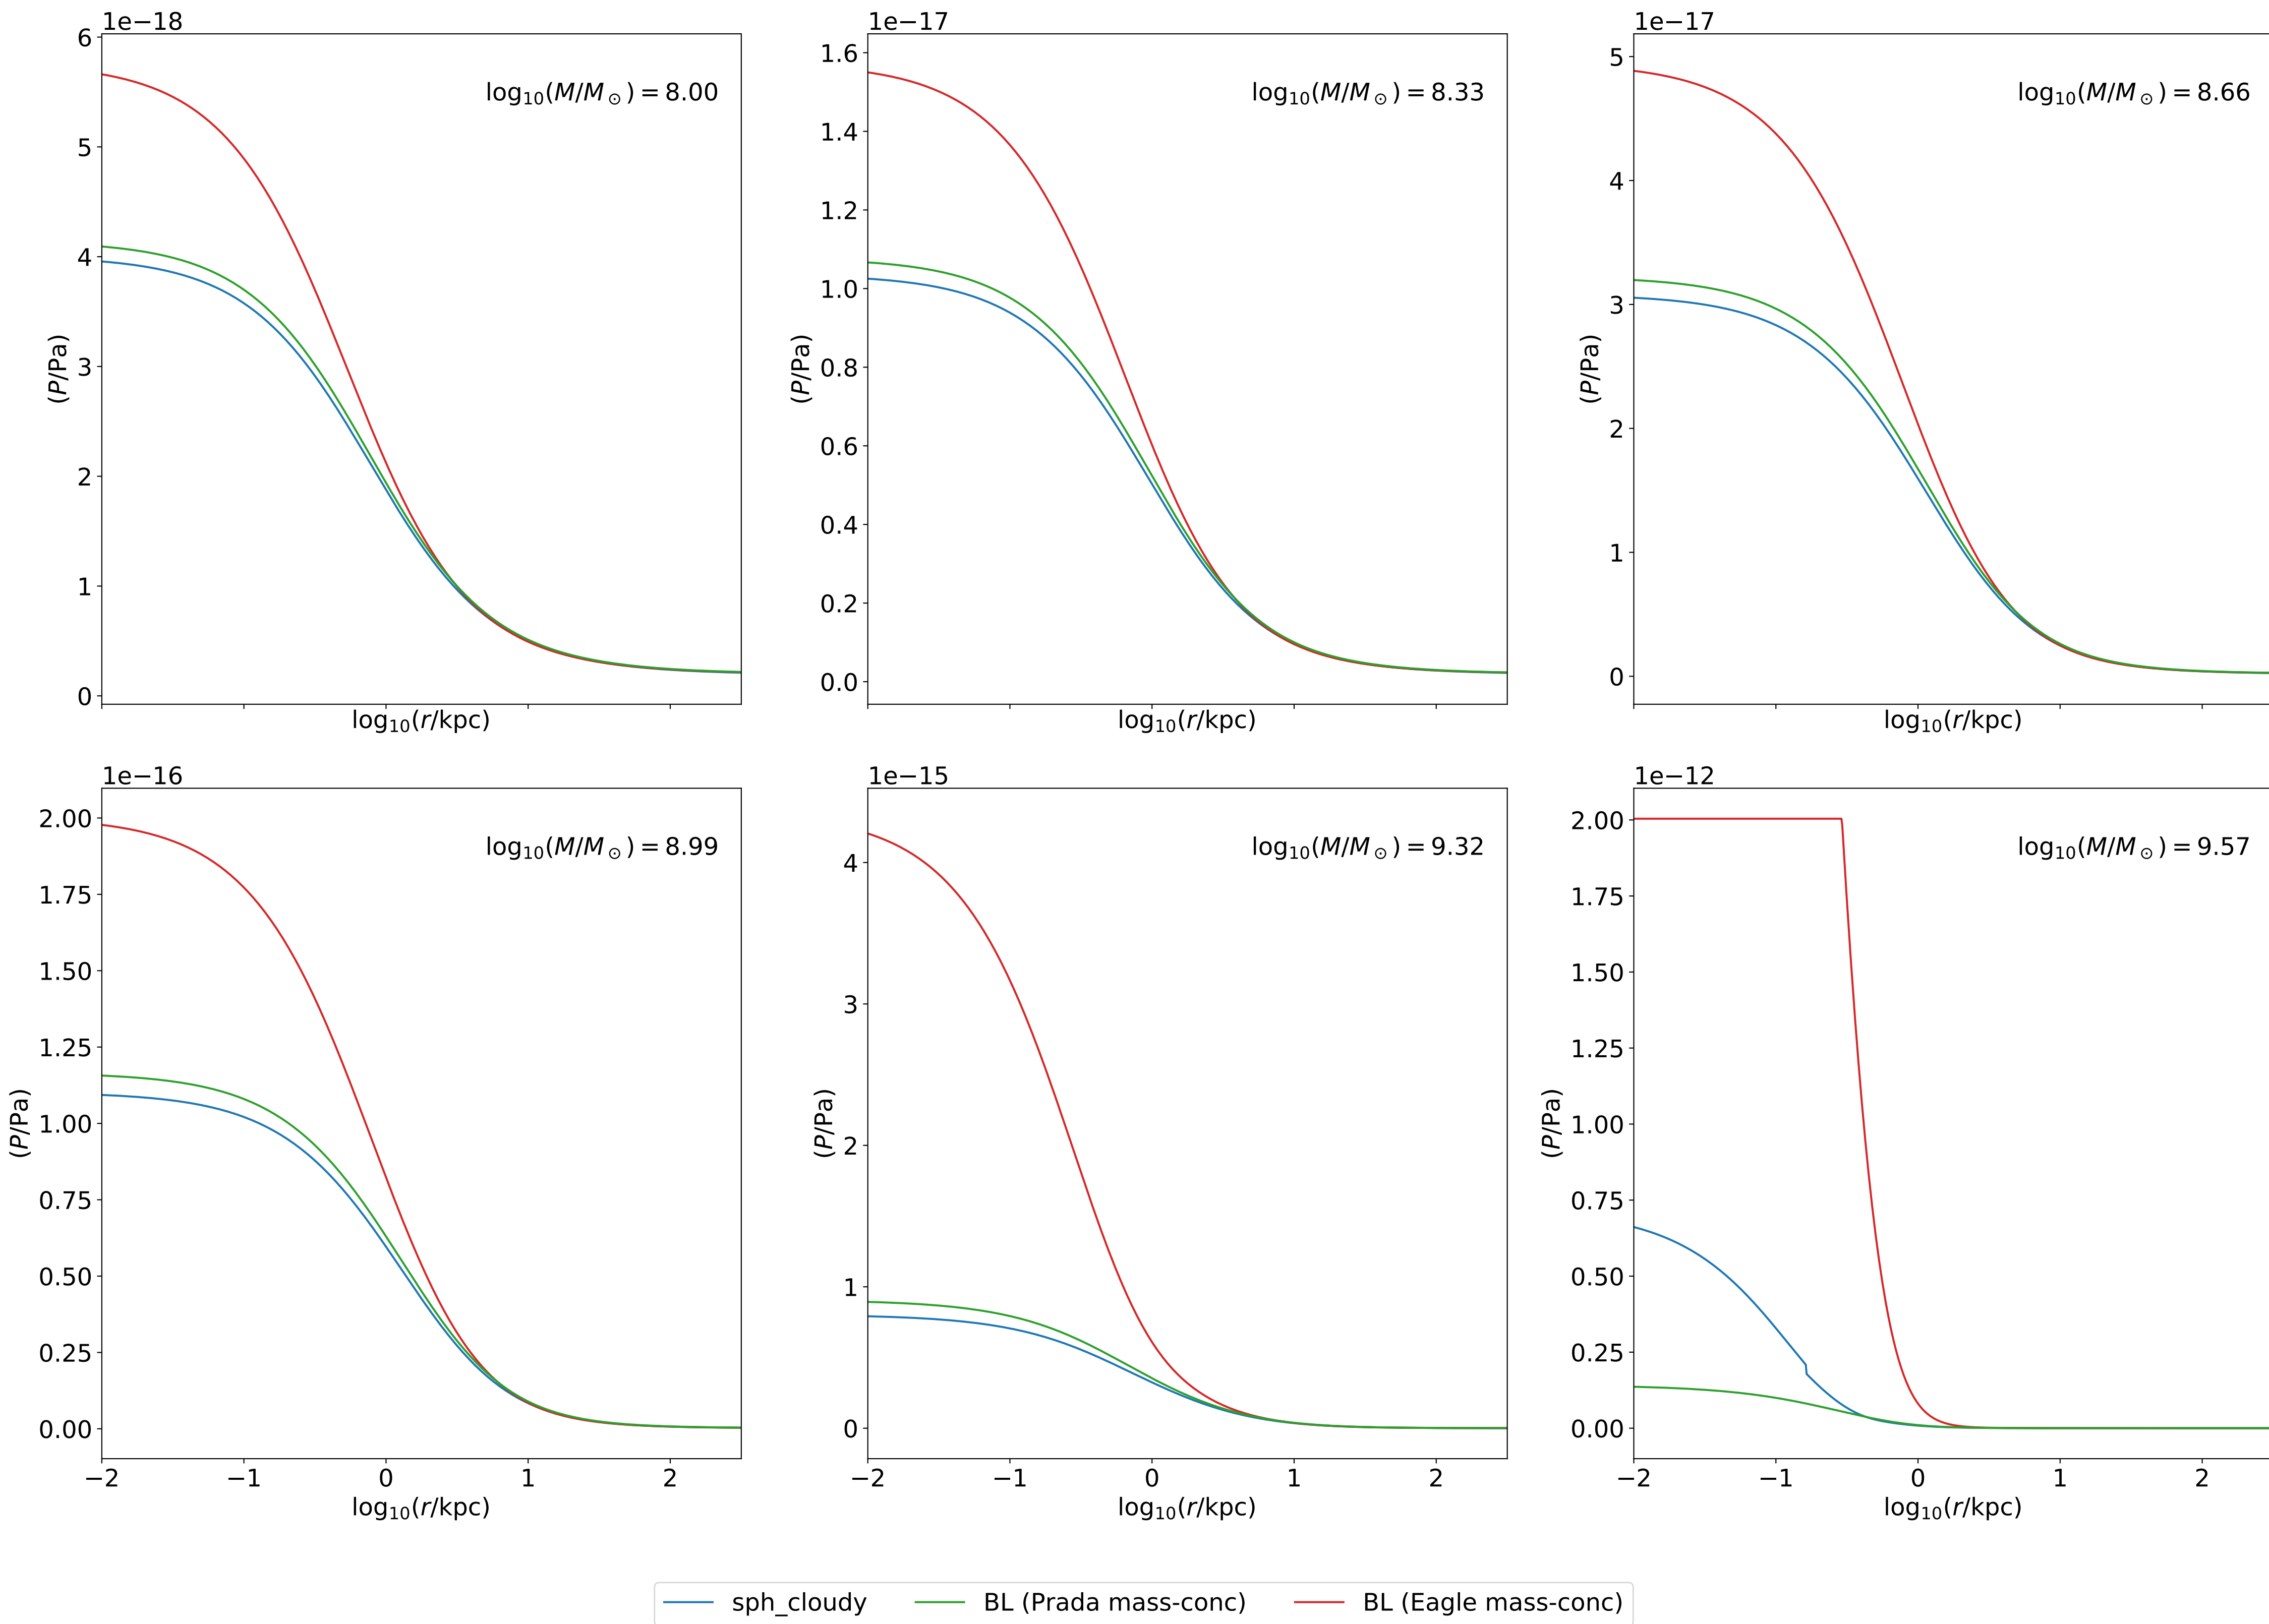 1e−18
6
5
4
3
2
1
0
(P/Pa)
log₁₀(M/M☉) = 8.00
log₁₀(r/kpc)
1e−17
1.6
1.4
1.2
1.0
0.8
0.6
0.4
0.2
0.0
(P/Pa)
log₁₀(M/M☉) = 8.33
log₁₀(r/kpc)
1e−17
5
4
3
2
1
0
(P/Pa)
log₁₀(M/M☉) = 8.66
log₁₀(r/kpc)
1e−16
2.00
1.75
1.50
1.25
1.00
0.75
0.50
0.25
0.00
(P/Pa)
log₁₀(M/M☉) = 8.99
−2 −1 0 1 2
log₁₀(r/kpc)
1e−15
4
3
2
1
0
(P/Pa)
log₁₀(M/M☉) = 9.32
−2 −1 0 1 2
log₁₀(r/kpc)
1e−12
2.00
1.75
1.50
1.25
1.00
0.75
0.50
0.25
0.00
(P/Pa)
log₁₀(M/M☉) = 9.57
−2 −1 0 1 2
log₁₀(r/kpc)
sph_cloudy BL (Prada mass-conc) BL (Eagle mass-conc)